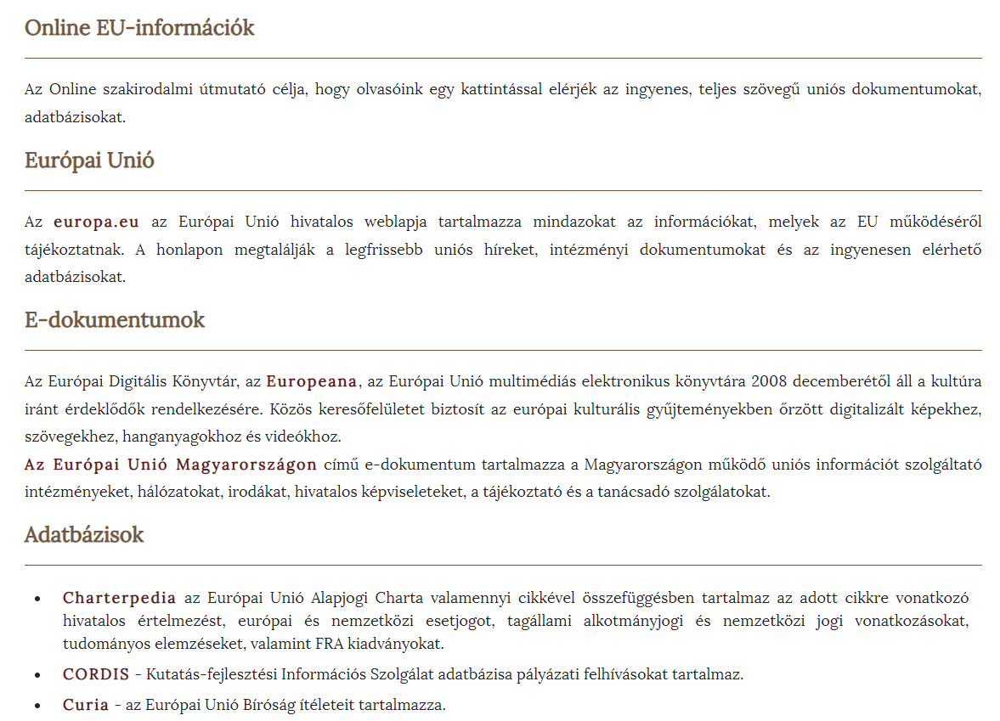 Online EU-információk
Az Online szakirodalmi útmutató célja, hogy olvasóink egy kattintással elérjék az ingyenes, teljes szövegű uniós dokumentumokat,
adatbázisokat.
Európai Unió
Az europa.eu az Európai Unió hivatalos weblapja tartalmazza mindazokat az információkat, melyek az EU működéséről
tájékoztatnak. A honlapon megtalálják a legfrissebb uniós híreket, intézményi dokumentumokat és az ingyenesen elérhető
adatbázisokat.
E-dokumentumok
Az Európai Digitális Könyvtár, az Europeana, az Európai Unió multimédiás elektronikus könyvtára 2008 decemberétől áll a kultúra
iránt érdeklődők rendelkezésére. Közös keresőfelületet biztosít az európai kulturális gyűjteményekben őrzött digitalizált képekhez,
szövegekhez, hanganyagokhoz és videókhoz.
Az Európai Unió Magyarországon című e-dokumentum tartalmazza a Magyarországon működő uniós információt szolgáltató
intézményeket, hálózatokat, irodákat, hivatalos képviseleteket, a tájékoztató és a tanácsadó szolgálatokat.
Adatbázisok
• Charterpedia az Európai Unió Alapjogi Charta valamennyi cikkével összefüggésben tartalmaz az adott cikkre vonatkozó
hivatalos értelmezést, európai és nemzetközi esetjogot, tagállami alkotmányjogi és nemzetközi jogi vonatkozásokat,
tudományos elemzéseket, valamint FRA kiadványokat.
• CORDIS - Kutatás-fejlesztési Információs Szolgálat adatbázisa pályázati felhívásokat tartalmaz.
• Curia - az Európai Unió Bíróság ítéleteit tartalmazza.